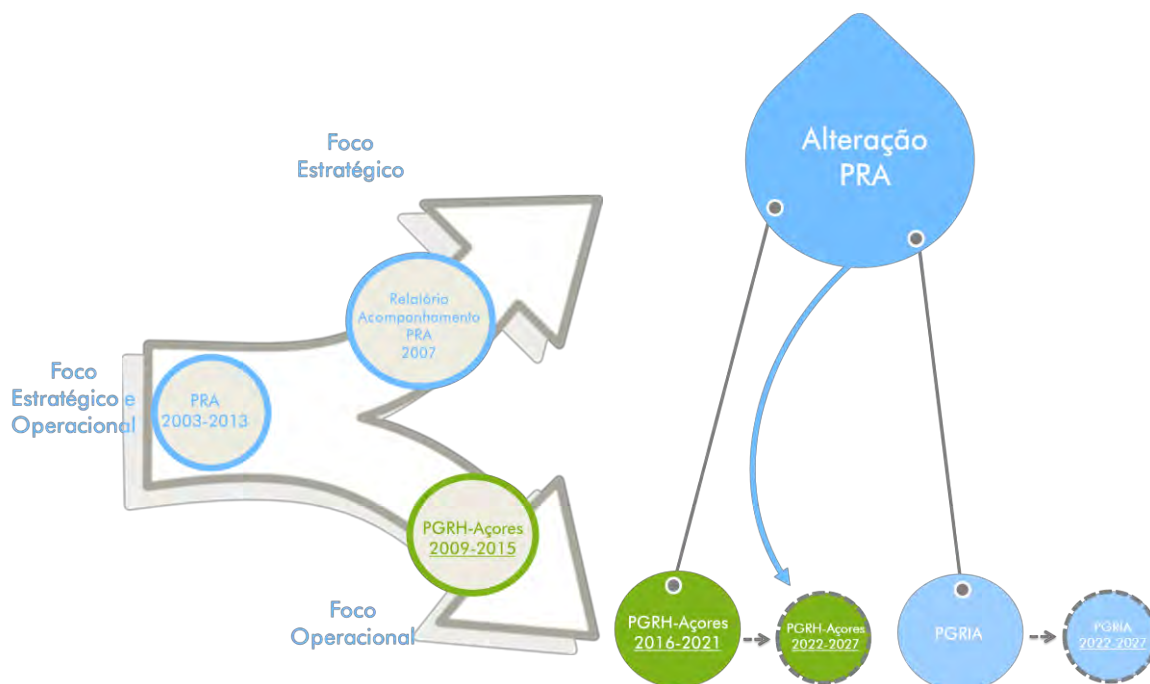 Foco
Estratégico
Alteração
PRA
Relatório
Acompanhamento
PRA
2007
Foco
Estratégico e
Operacional
PRA
2003-2013
PGRH-Açores
2009-2015
Foco
Operacional
PGRH-Açores
2016-2021
PGRH-Açores
2022-2027
PGRIA
PGRIA
2022-2027